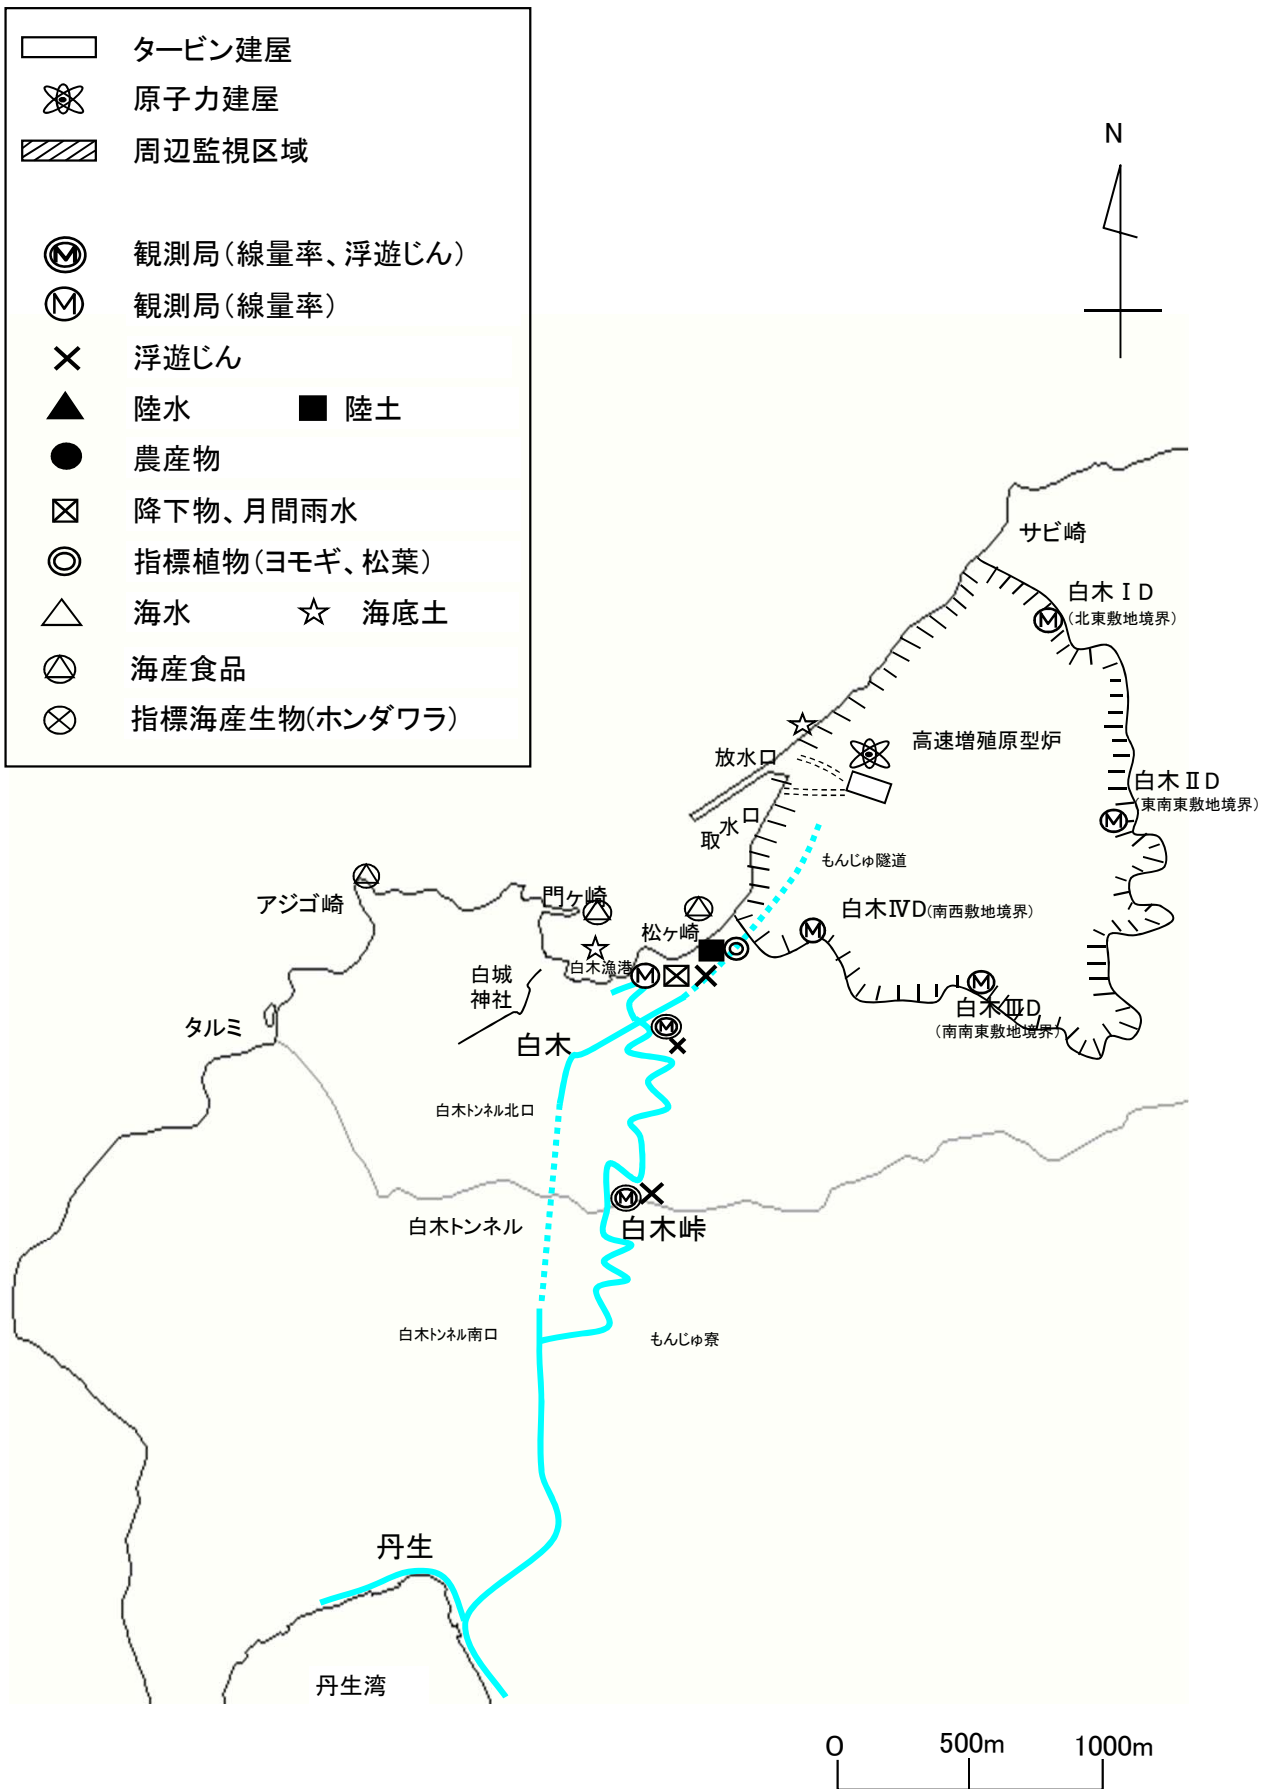 タービン建屋
原子力建屋
周辺監視区域
観測局(線量率、浮遊じん)
観測局(線量率)
浮遊じん
陸水 陸土
農産物
降下物、月間雨水
指標植物(ヨモギ、松葉)
海水 海底土
海産食品
指標海産生物(ホンダワラ)
N
サビ崎
白木ⅠD
(北東敷地境界)
高速増殖原型炉
放水口
白木ⅡD
(東南東敷地境界)
取水口
もんじゅ隧道
アジゴ崎
門ヶ崎
白木ⅣD(南西敷地境界)
松ヶ崎
白木漁港
白城
神社
白木ⅢD
(南南東敷地境界)
タルミ
白木
白木トンネル北口
白木トンネル
白木峠
白木トンネル南口
もんじゅ寮
丹生
丹生湾
0 500m 1000m